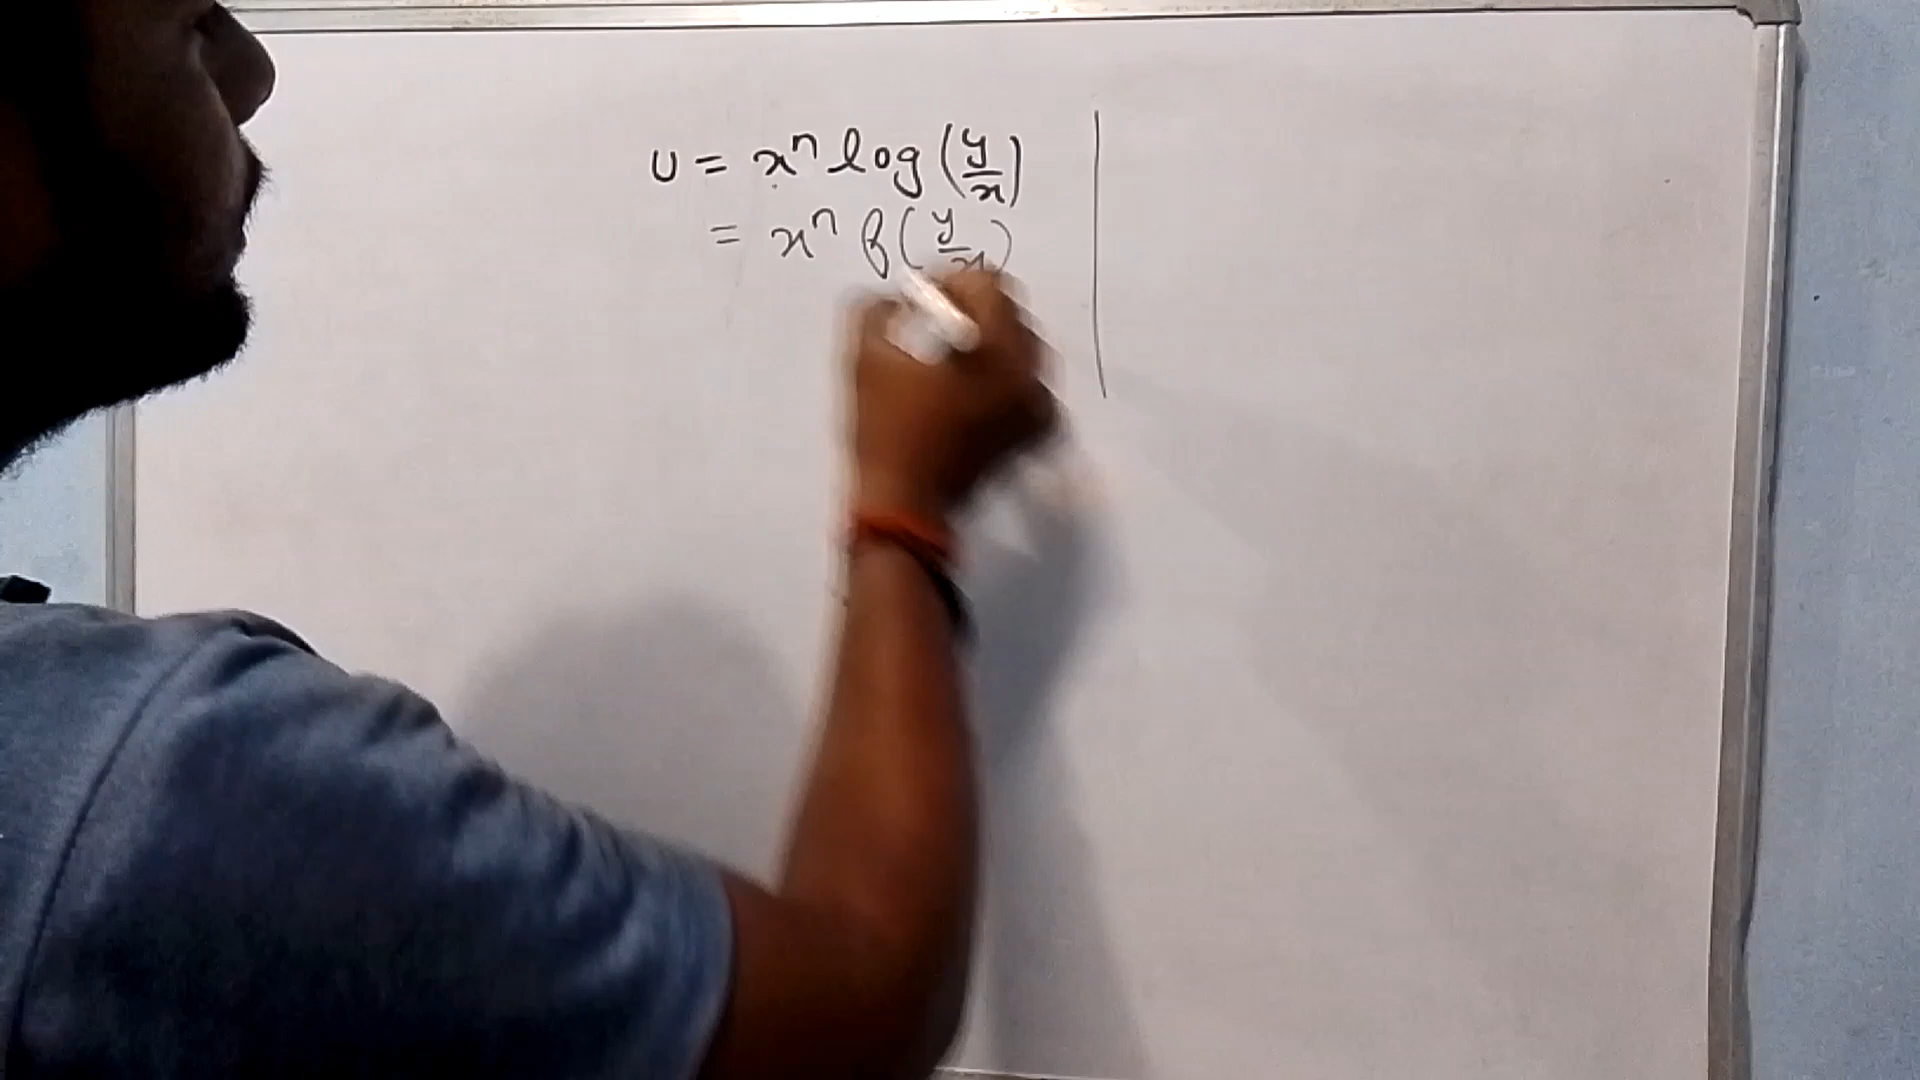 U = xⁿ log (y/x)
= xⁿ f (y/x)